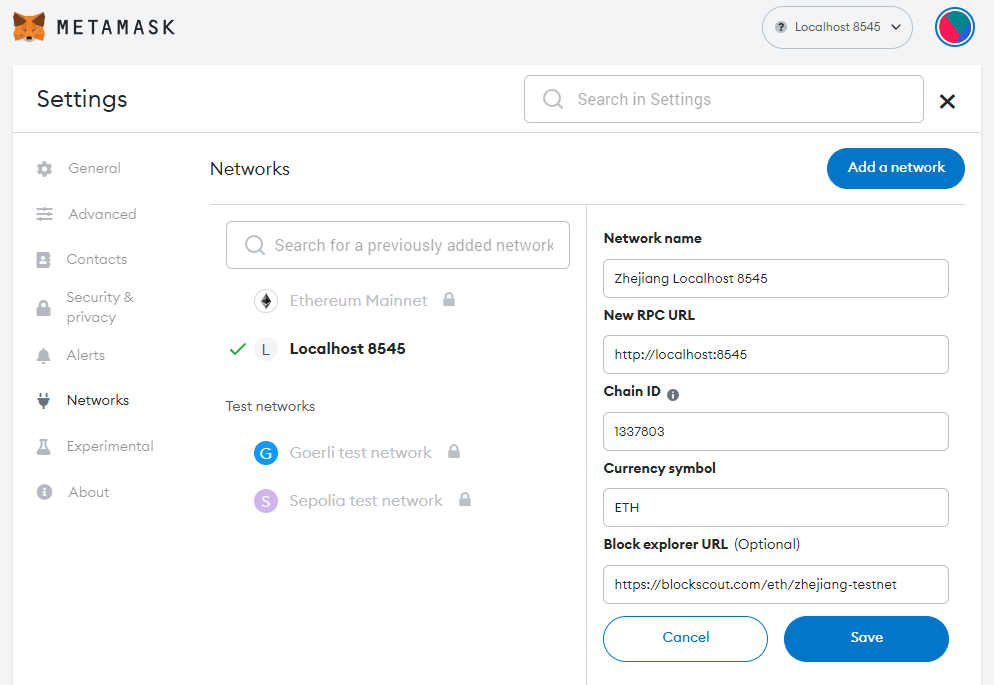 METAMASK
? Localhost 8545
Settings
Search in Settings
General
Advanced
Contacts
Security &
privacy
Alerts
Networks
Experimental
About
Networks
Add a network
Search for a previously added network
Ethereum Mainnet
L Localhost 8545
Test networks
G Goerli test network
S Sepolia test network
Network name
Zhejiang Localhost 8545
New RPC URL
http://localhost:8545
Chain ID
1337803
Currency symbol
ETH
Block explorer URL (Optional)
https://blockscout.com/eth/zhejiang-testnet
Cancel
Save